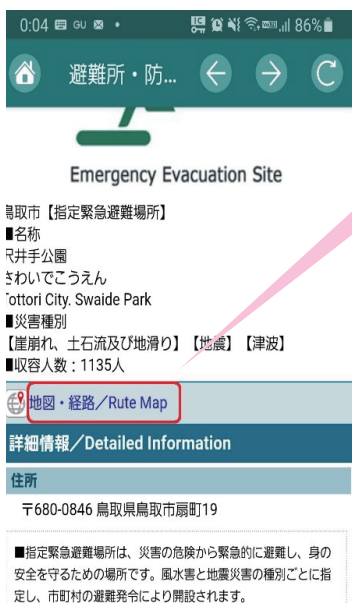 0:04 GU 86%
避難所・防...
Emergency Evacuation Site
鳥取市【指定緊急避難場所】
■名称
沢井手公園
さわいでこうえん
Tottori City. Swaide Park
■災害種別
【崖崩れ、土石流及び地滑り】【地震】【津波】
■収容人数：1135人
地図・経路／Rute Map
詳細情報／Detailed Information
住所
〒680-0846 鳥取県鳥取市扇町19
■指定緊急避難場所は、災害の危険から緊急的に避難し、身の
安全を守るための場所です。風水害と地震災害の種別ごとに指
定し、市町村の避難発令により開設されます。